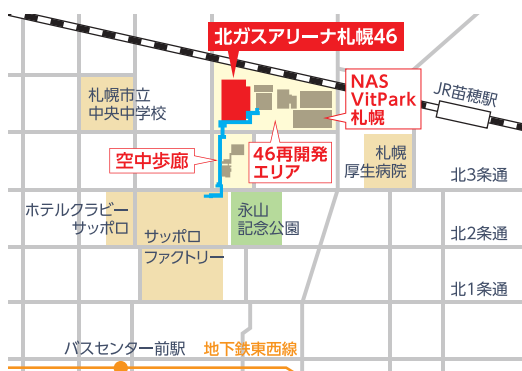 北ガスアリーナ札幌46
NAS
VitPark
札幌
JR苗穂駅
札幌市立
中央中学校
空中歩廊
46再開発
エリア
札幌
厚生病院
北3条通
ホテルクラビー
サッポロ
永山
記念公園
サッポロ
ファクトリー
北2条通
北1条通
バスセンター前駅
地下鉄東西線